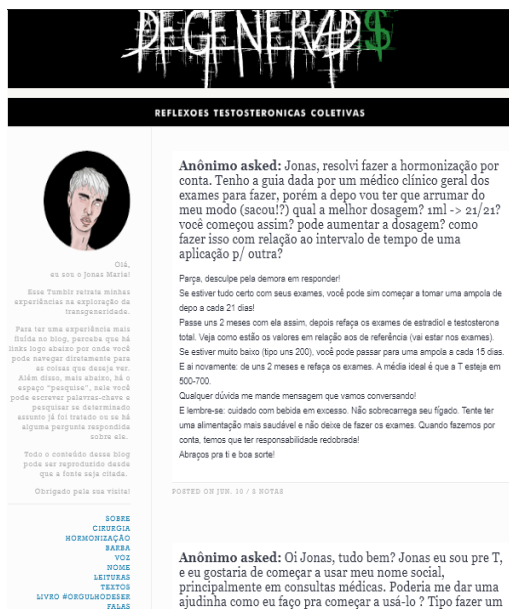 DEGENERADS
REFLEXOES TESTOSTERONICAS COLETIVAS
Olá,
eu sou o Jonas Maria!
Esse Tumblr retrata minhas
experiências na exploração da
transgeneridade.
Para ter uma experiência mais
fluída no blog, perceba que há
links logo abaixo por onde você
pode navegar diretamente para
as coisas que deseja ver.
Além disso, mais abaixo, há o
espaço "pesquise", nele você
pode escrever palavras-chave e
pesquisar se determinado
assunto já foi tratado ou se há
alguma pergunta respondida
sobre ele.
Todo o conteúdo desse blog
pode ser reproduzido desde
que a fonte seja citada.
Obrigado pela sua visita!
SOBRE
CIRURGIA
HORMONIZAÇÃO
BARBA
VOZ
NOME
LEITURAS
TEXTOS
LIVRO #ORGULHODESER
FALAS
Anônimo asked: Jonas, resolvi fazer a hormonização por
conta. Tenho a guia dada por um médico clínico geral dos
exames para fazer, porém a depo vou ter que arrumar do
meu modo (sacou!?) qual a melhor dosagem? 1ml -> 21/21?
você começou assim? pode aumentar a dosagem? como
fazer isso com relação ao intervalo de tempo de uma
aplicação p/ outra?
Parça, desculpe pela demora em responder!
Se estiver tudo certo com seus exames, você pode sim começar a tomar uma ampola de
depo a cada 21 dias!
Passe uns 2 meses com ela assim, depois refaça os exames de estradiol e testosterona
total. Veja como estão os valores em relação aos de referência (vai estar nos exames).
Se estiver muito baixo (tipo uns 200), você pode passar para uma ampola a cada 15 dias.
E ai novamente: de uns 2 meses e refaça os exames. A média ideal é que a T esteja em
500-700.
Qualquer dúvida me mande mensagem que vamos conversando!
E lembre-se: cuidado com bebida em excesso. Não sobrecarrega seu fígado. Tente ter
uma alimentação mais saudável e não deixe de fazer os exames. Quando fazemos por
conta, temos que ter responsabilidade redobrada!
Abraços pra ti e boa sorte!
POSTED ON JUN. 10 / 3 NOTAS
Anônimo asked: Oi Jonas, tudo bem? Jonas eu sou pre T,
e eu gostaria de começar a usar meu nome social,
principalmente em consultas médicas. Poderia me dar uma
ajudinha como eu faço pra começar a usá-lo ? Tipo fazer um